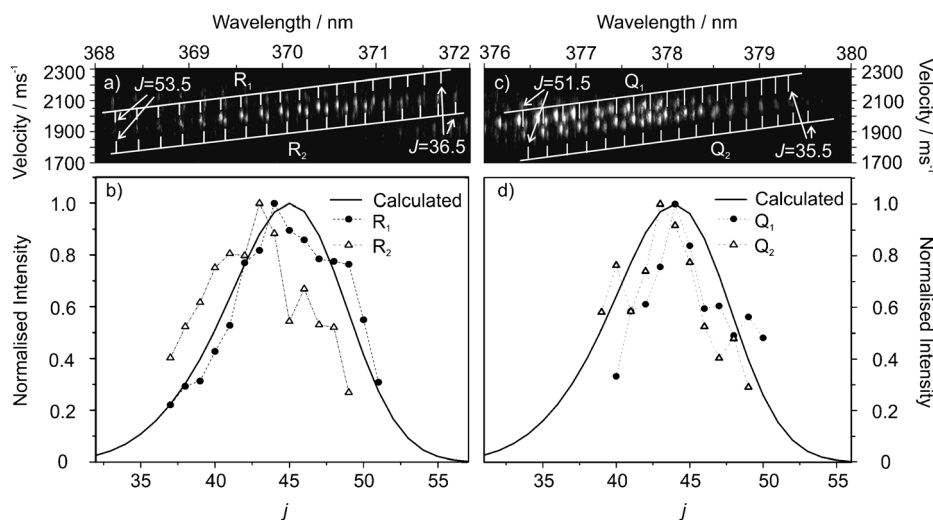 Wavelength / nm
Wavelength / nm
368 369 370 371 372
376 377 378 379 380
Velocity / ms⁻¹
2300
2100
1900
1700
a)
J=53.5
R₁
R₂
J=36.5
c)
J=51.5
Q₁
Q₂
J=35.5
2300
2100
1900
1700
Velocity / ms⁻¹
Normalised Intensity
1.0
0.8
0.6
0.4
0.2
0
b)
Calculated
R₁
R₂
d)
Calculated
Q₁
Q₂
1.0
0.8
0.6
0.4
0.2
0
Normalised Intensity
35 40 45 50 55
35 40 45 50 55
j
j